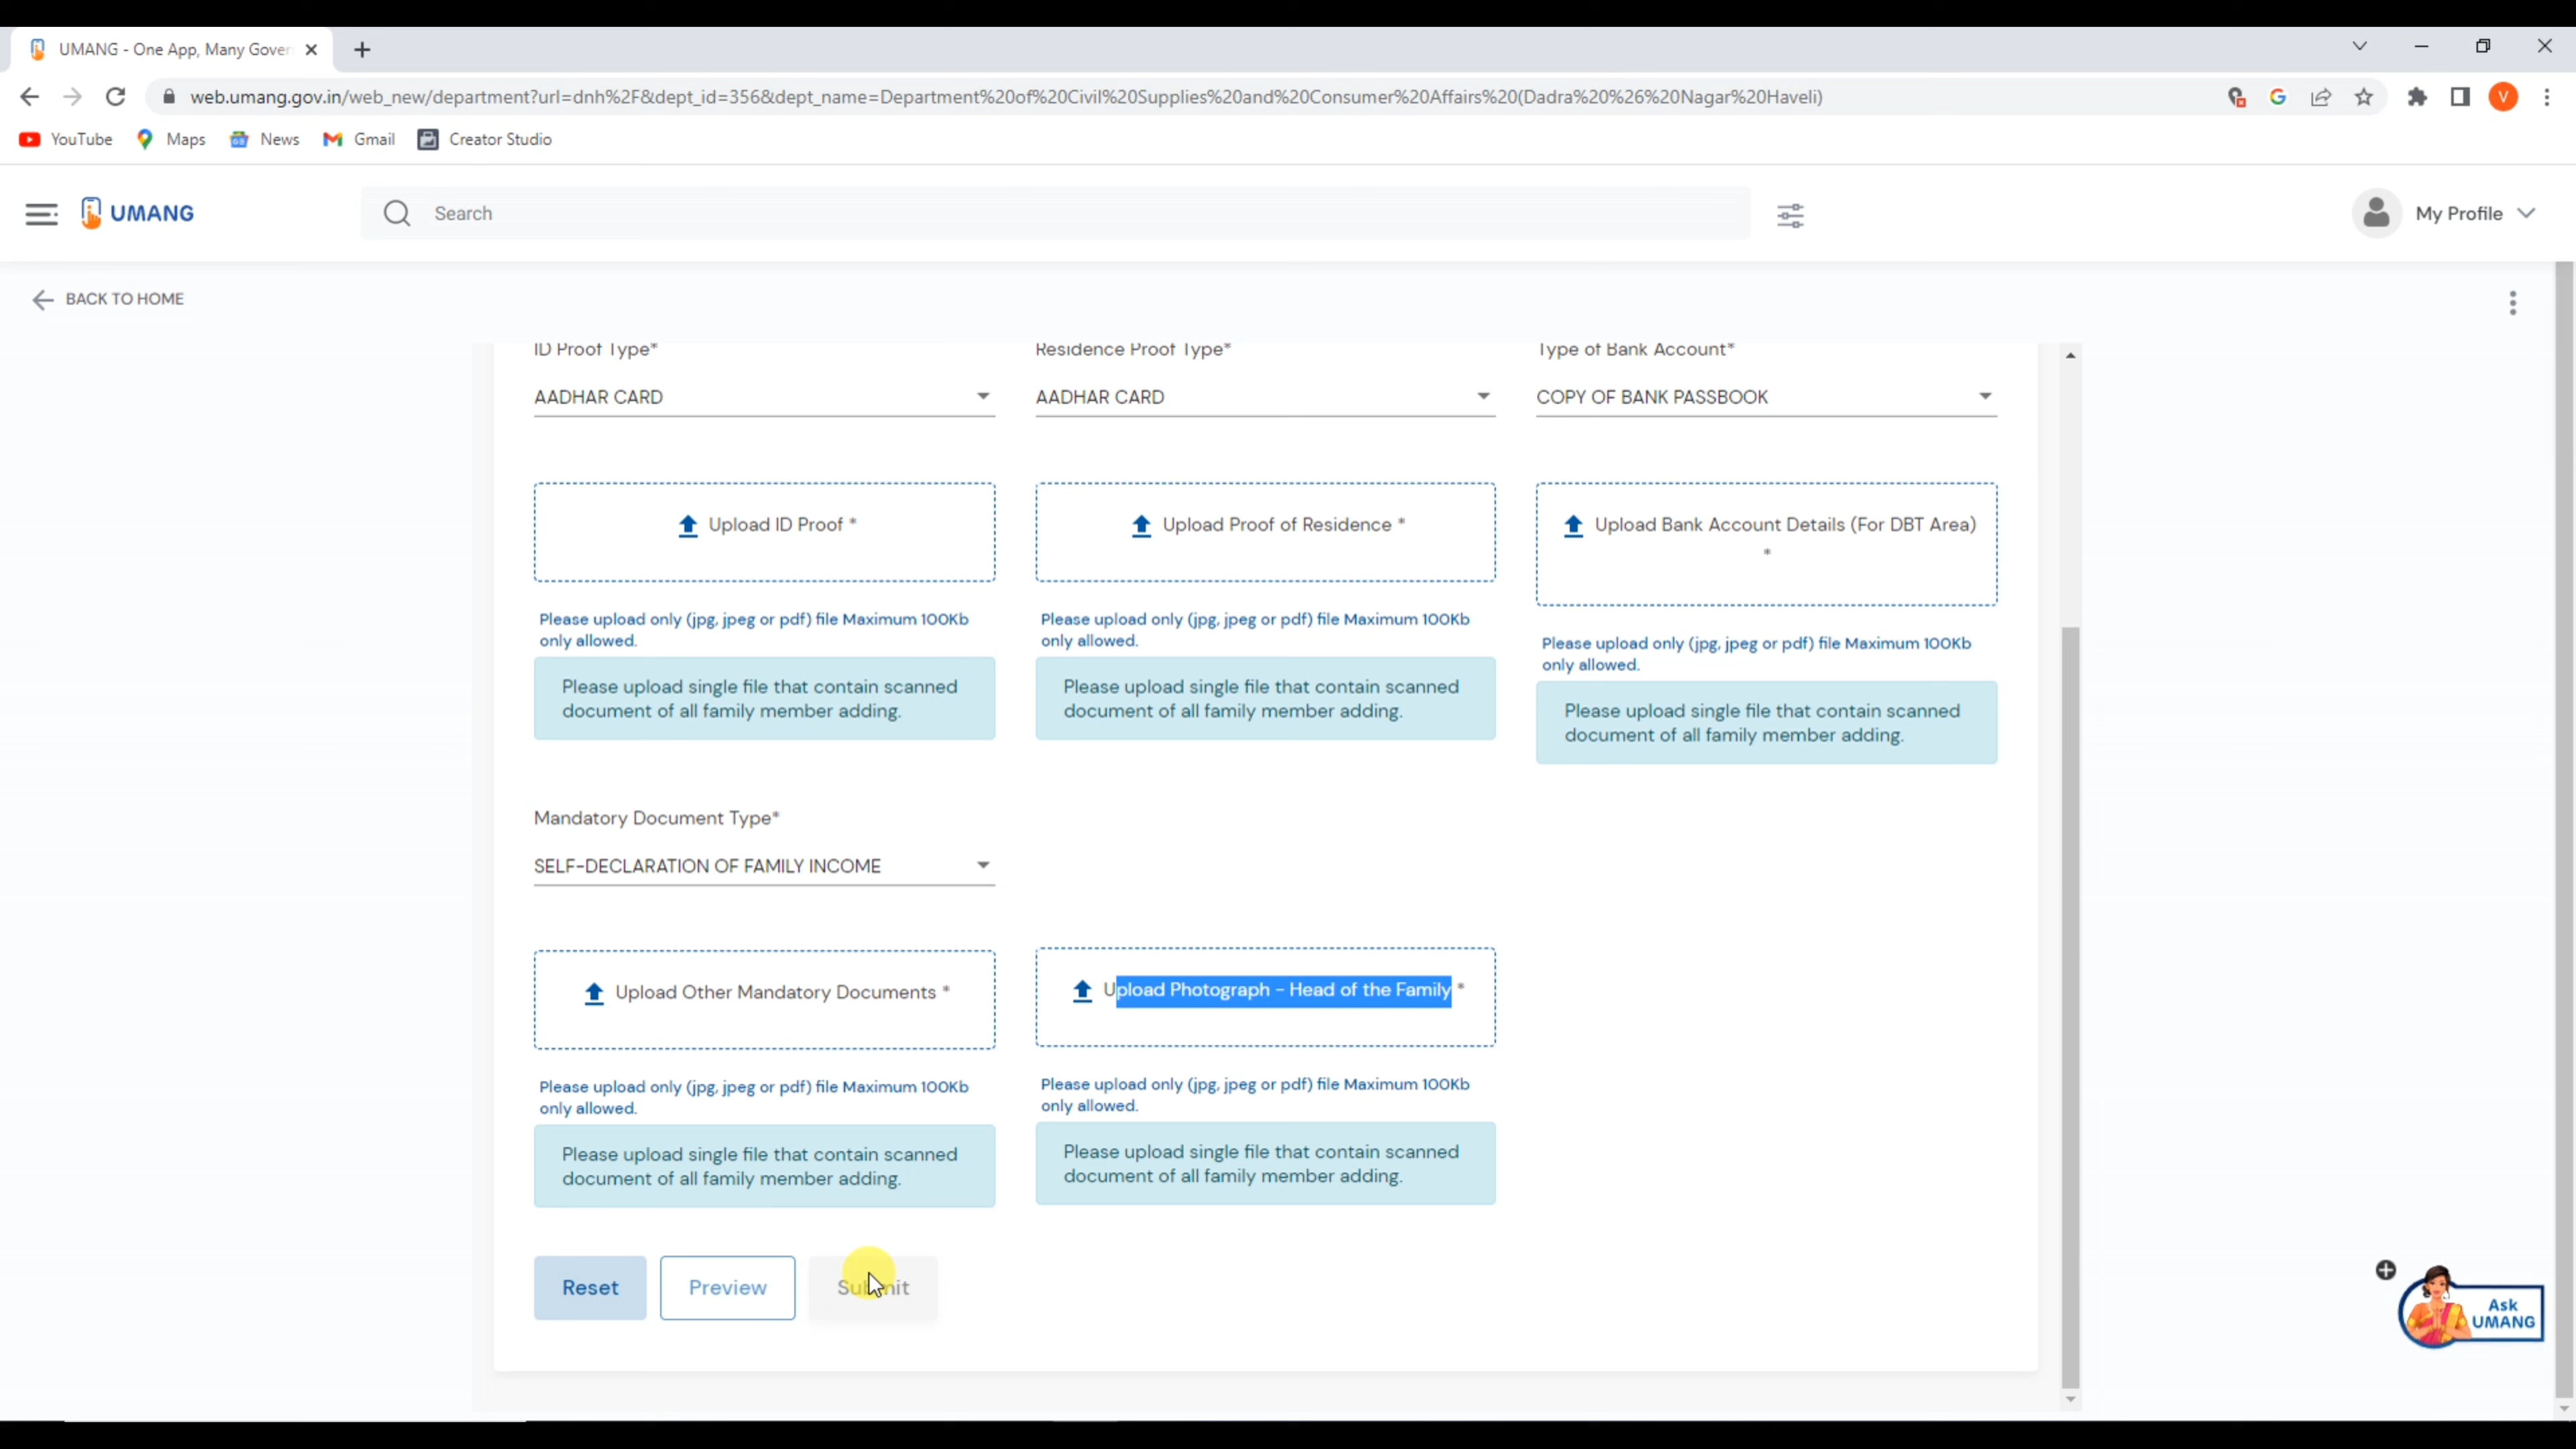 UMANG - One App, Many Gover
web.umang.gov.in/web_new/department?url=dnh%2F&dept_id=356&dept_name=Department%20of%20Civil%20Supplies%20and%20Consumer%20Affairs%20(Dadra%20%26%20Nagar%20Haveli)
V
YouTube Maps News Gmail Creator Studio
UMANG Search My Profile
BACK TO HOME
ID Proof Type* Residence Proof Type* Type of Bank Account*
AADHAR CARD AADHAR CARD COPY OF BANK PASSBOOK
Upload ID Proof * Upload Proof of Residence * Upload Bank Account Details (For DBT Area)
*
Please upload only (jpg, jpeg or pdf) file Maximum 100Kb
only allowed.
Please upload single file that contain scanned
document of all family member adding.
Please upload only (jpg, jpeg or pdf) file Maximum 100Kb
only allowed.
Please upload single file that contain scanned
document of all family member adding.
Please upload only (jpg, jpeg or pdf) file Maximum 100Kb
only allowed.
Please upload single file that contain scanned
document of all family member adding.
Mandatory Document Type*
SELF-DECLARATION OF FAMILY INCOME
Upload Other Mandatory Documents *
Please upload only (jpg, jpeg or pdf) file Maximum 100Kb
only allowed.
Please upload single file that contain scanned
document of all family member adding.
Upload Photograph - Head of the Family *
Please upload only (jpg, jpeg or pdf) file Maximum 100Kb
only allowed.
Please upload single file that contain scanned
document of all family member adding.
Reset Preview Submit
Ask
UMANG